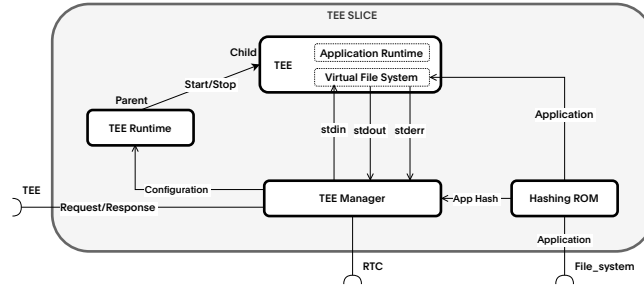 TEE SLICE
Child
TEE
Application Runtime
Virtual File System
Start/Stop
Parent
TEE Runtime
Application
stdin
stdout
stderr
TEE
Configuration
TEE Manager
App Hash
Hashing ROM
Request/Response
Application
RTC
File_system